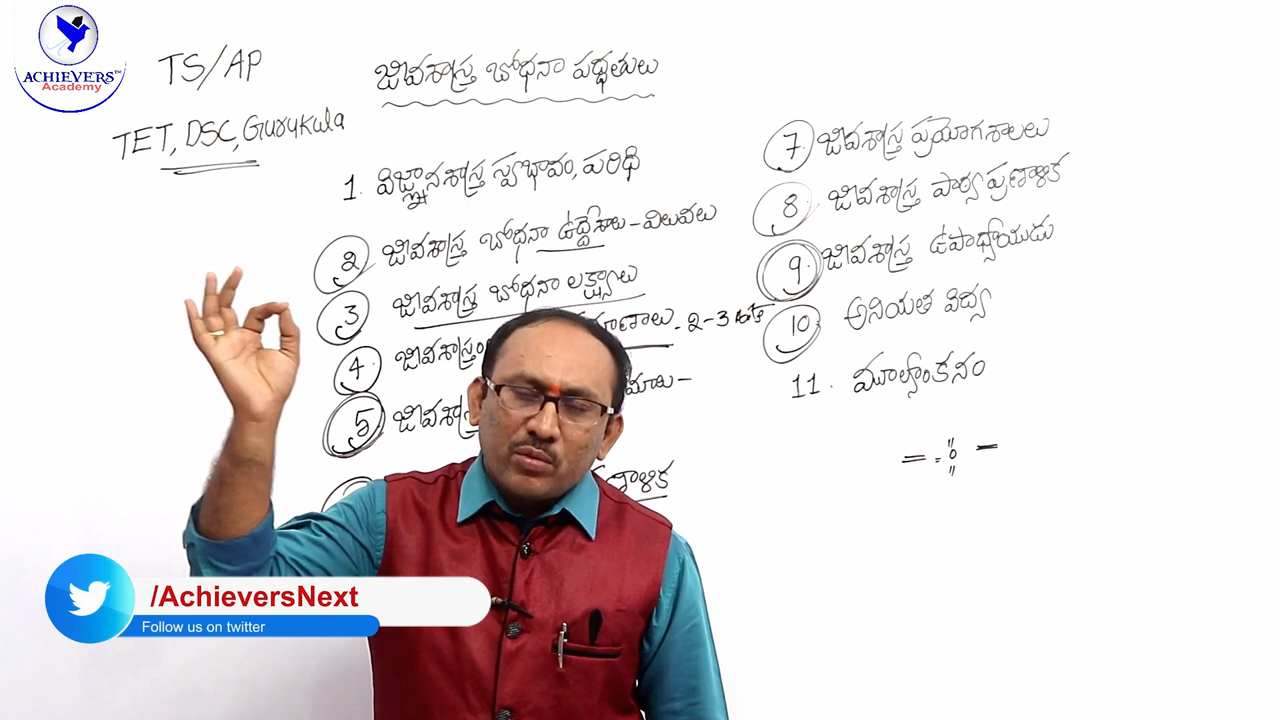 ACHIEVERS™
Academy
TS/AP
TET, DSC, Gurukula
జీవశాస్త్ర బోధనా పద్ధతులు
1. విజ్ఞానశాస్త్ర స్వభావం, పరిధి
2 జీవశాస్త్ర బోధనా ఉద్దేశాలు - విలువలు
3 జీవశాస్త్ర బోధనా లక్ష్యాలు
4 జీవశాస్త్రం - 2-3
5
7 జీవశాస్త్ర ప్రయోగశాలలు
8 జీవశాస్త్ర పాఠ్యప్రణాళిక
9 జీవశాస్త్ర ఉపాధ్యాయుడు
10 అనియత విద్య
11. మూల్యాంకనం
/AchieversNext
Follow us on twitter